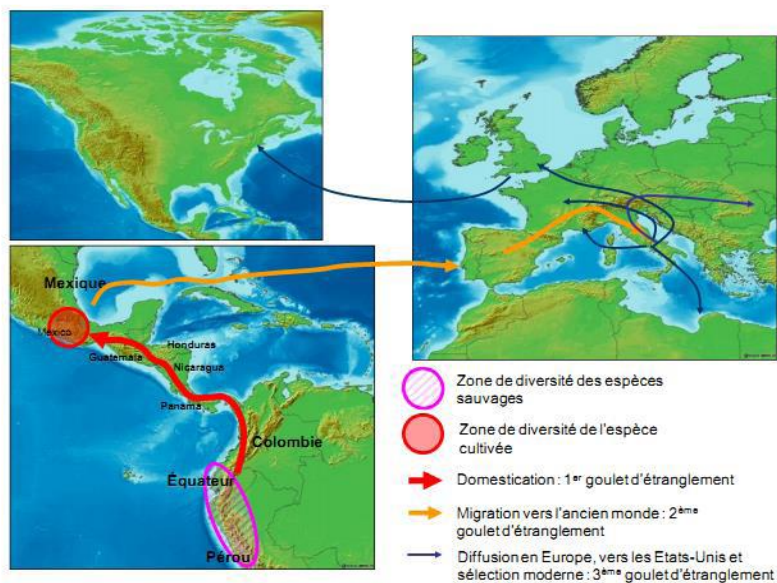 Mexique
Mexico
Honduras
Guatemala
Nicaragua
Panama
Colombie
Équateur
Pérou
Zone de diversité des espèces
sauvages
Zone de diversité de l'espèce
cultivée
Domestication : 1er goulet d'étranglement
Migration vers l'ancien monde : 2ème
goulet d'étranglement
Diffusion en Europe, vers les Etats-Unis et
sélection moderne : 3ème goulet d'étranglement